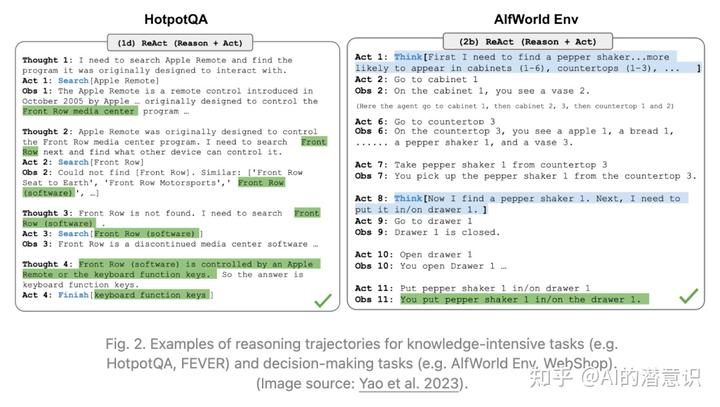 HotpotQA
(1d) ReAct (Reason + Act)
Thought 1: I need to search Apple Remote and find the
program it was originally designed to interact with.
Act 1: Search[Apple Remote]
Obs 1: The Apple Remote is a remote control introduced in
October 2005 by Apple … originally designed to control the
Front Row media center program …
Thought 2: Apple Remote was originally designed to control
the Front Row media center program. I need to search Front
Row next and find what other device can control it.
Act 2: Search[Front Row]
Obs 2: Could not find [Front Row]. Similar: ['Front Row
Seat to Earth', 'Front Row Motorsports', 'Front Row
(software)', …]
Thought 3: Front Row is not found. I need to search Front
Row (software) .
Act 3: Search[Front Row (software)]
Obs 3: Front Row is a discontinued media center software …
Thought 4: Front Row (software) is controlled by an Apple
Remote or the keyboard function keys. So the answer is
keyboard function keys.
Act 4: Finish[keyboard function keys]
AlfWorld Env
(2b) ReAct (Reason + Act)
Act 1: Think[First I need to find a pepper shaker...more
likely to appear in cabinets (1-6), countertops (1-3), ... ]
Act 2: Go to cabinet 1
Obs 2: On the cabinet 1, you see a vase 2.
(Here the agent go to cabinet 1, then cabinet 2, 3, then countertop 1 and 2)
Act 6: Go to countertop 3
Obs 6: On the countertop 3, you see a apple 1, a bread 1,
...... a pepper shaker 1, and a vase 3.
Act 7: Take pepper shaker 1 from countertop 3
Obs 7: You pick up the pepper shaker 1 from the countertop 3.
Act 8: Think[Now I find a pepper shaker 1. Next, I need to
put it in/on drawer 1. ]
Act 9: Go to drawer 1
Obs 9: Drawer 1 is closed.
Act 10: Open drawer 1
Obs 10: You open Drawer 1 …
Act 11: Put pepper shaker 1 in/on drawer 1
Obs 11: You put pepper shaker 1 in/on the drawer 1.
Fig. 2. Examples of reasoning trajectories for knowledge-intensive tasks (e.g.
HotpotQA, FEVER) and decision-making tasks (e.g. AlfWorld Env, WebShop).
(Image source: Yao et al. 2023).
知乎 @AI的潜意识